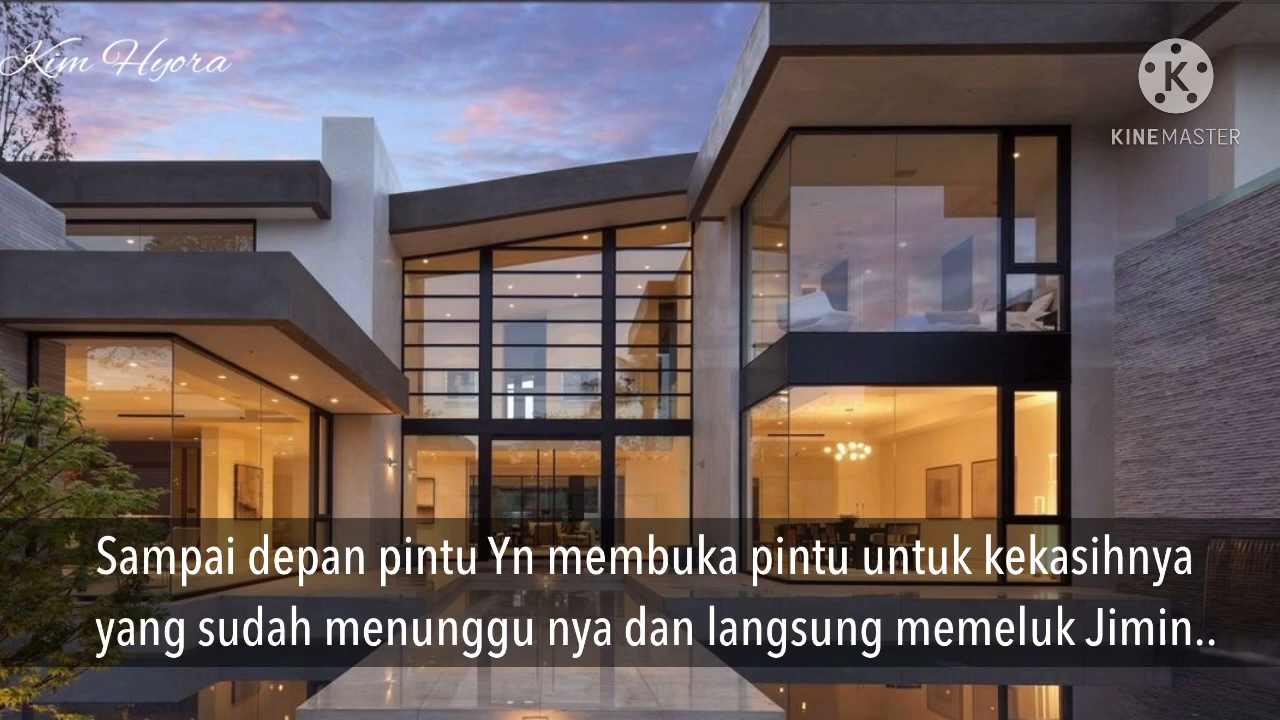 Kim Hyora
K
KINEMASTER
Sampai depan pintu Yn membuka pintu untuk kekasihnya
yang sudah menunggu nya dan langsung memeluk Jimin..